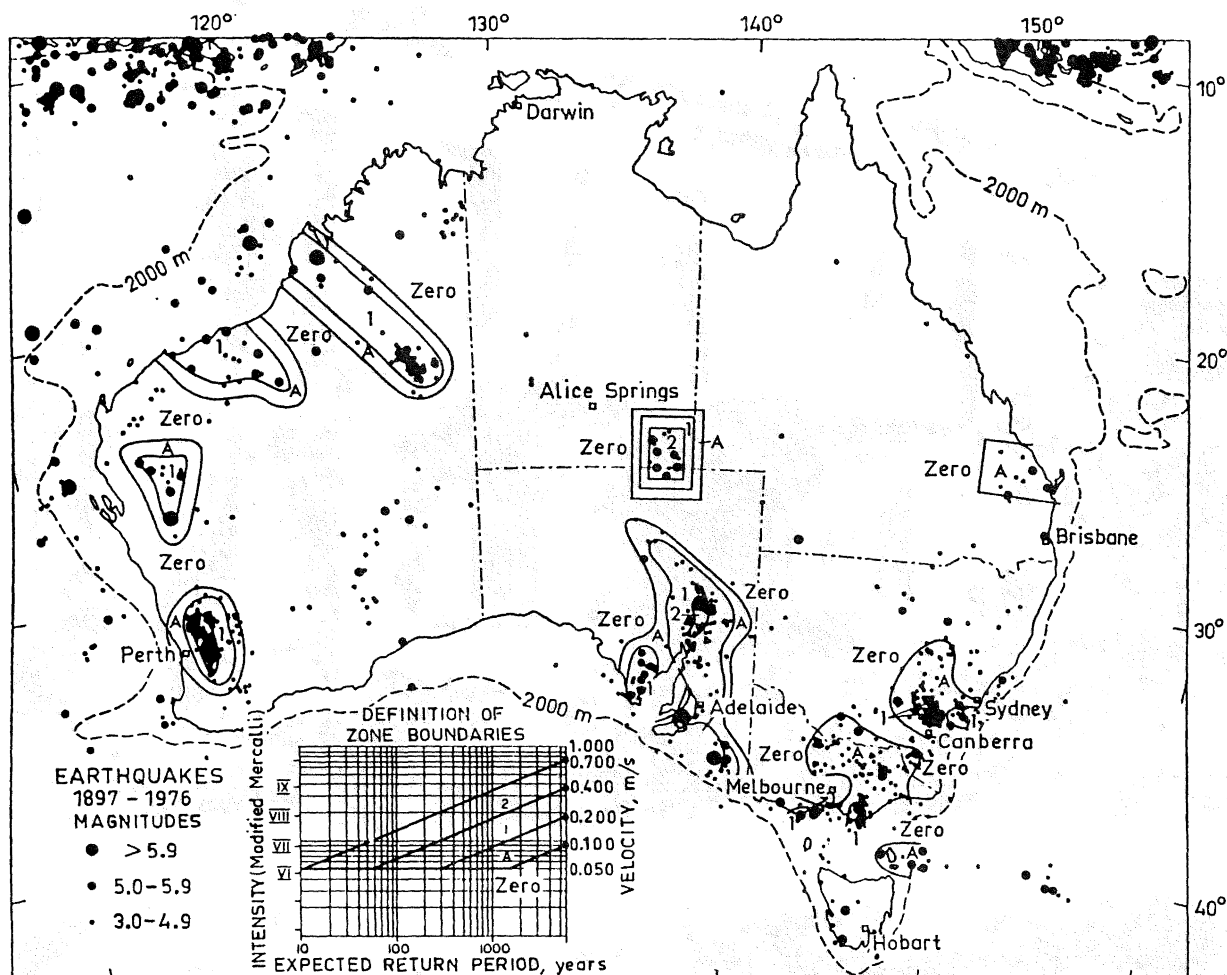 120° 130° 140° 150°
10°
Darwin
2000 m
2000 m
Zero
1
Zero
A
1
A
20°
Alice Springs
Zero
1
2
A
Zero
A
1
Zero
A
Zero
Brisbane
Zero
1
2
A
Zero
A
1
30°
A
1
Perth
Zero
A
1
1
Sydney
Canberra
Adelaide
2000 m
Zero
A
Zero
Melbourne
1
1
Zero
A
Hobart
40°
DEFINITION OF
ZONE BOUNDARIES
INTENSITY (Modified Mercalli)
IX
VIII
VII
VI
2
1
A
Zero
1.000
0.700
0.400
0.200
0.100
0.050
VELOCITY, m/s
10 100 1000
EXPECTED RETURN PERIOD, years
EARTHQUAKES
1897 – 1976
MAGNITUDES
>5.9
5.0–5.9
3.0–4.9